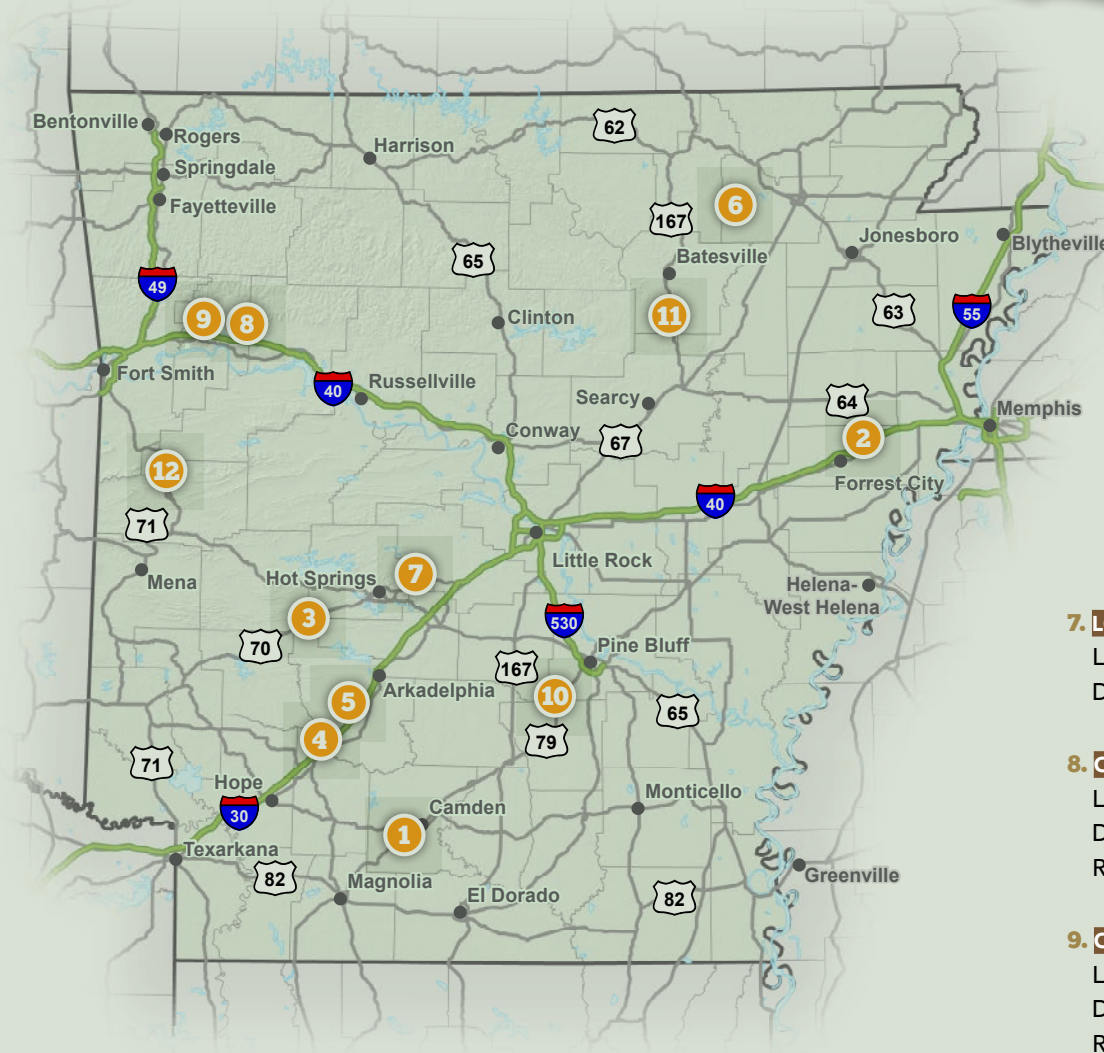 62
Bentonville
Rogers
Harrison
Springdale
Fayetteville
6
167
65
Jonesboro
Blytheville
Batesville
49
9
8
11
Clinton
63
55
Fort Smith
40
Russellville
Searcy
64
Memphis
Conway
67
2
12
Forrest City
40
71
Little Rock
Mena
Hot Springs
7
Helena-
West Helena
3
530
70
Pine Bluff
167
Arkadelphia
5
10
65
4
79
71
Hope
Monticello
30
Camden
1
Texarkana
82
Magnolia
El Dorado
82
Greenville
7.
L
D
8.
L
D
R
9.
L
D
R